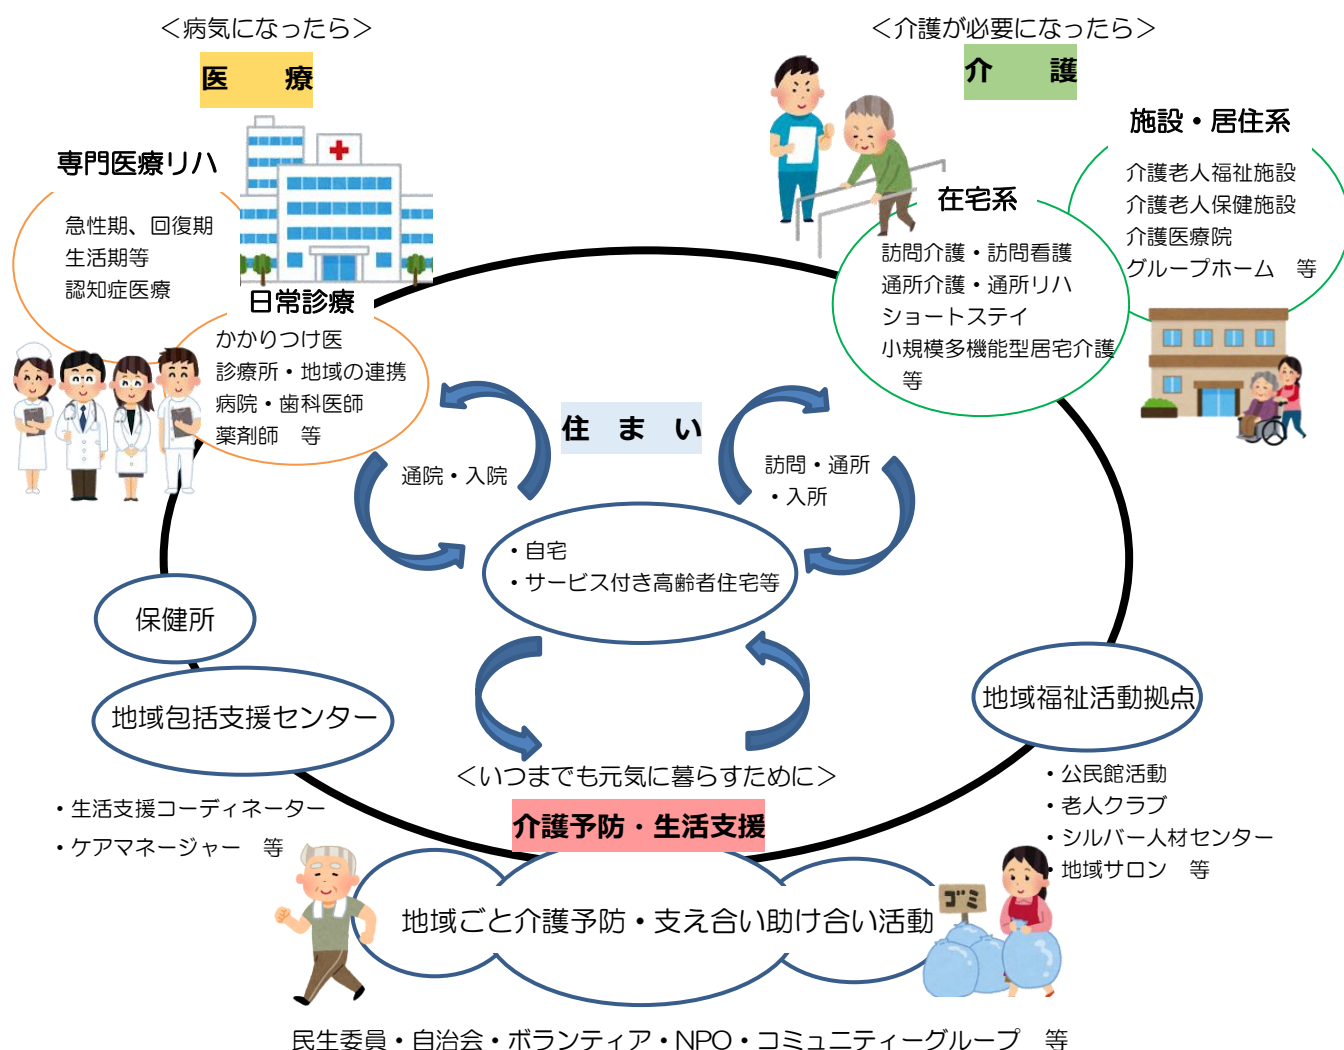 ＜病気になったら＞
医　療
専門医療リハ
急性期、回復期
生活期等
認知症医療
日常診療
かかりつけ医
診療所・地域の連携
病院・歯科医師
薬剤師　等
＜介護が必要になったら＞
介　護
施設・居住系
介護老人福祉施設
介護老人保健施設
介護医療院
グループホーム　等
在宅系
訪問介護・訪問看護
通所介護・通所リハ
ショートステイ
小規模多機能型居宅介護
等
住　ま　い
通院・入院
訪問・通所
・入所
・自宅
・サービス付き高齢者住宅等
保健所
地域包括支援センター
・生活支援コーディネーター
・ケアマネージャー　等
地域福祉活動拠点
・公民館活動
・老人クラブ
・シルバー人材センター
・地域サロン　等
＜いつまでも元気に暮らすために＞
介護予防・生活支援
ゴミ
地域ごと介護予防・支え合い助け合い活動
民生委員・自治会・ボランティア・NPO・コミュニティーグループ　等